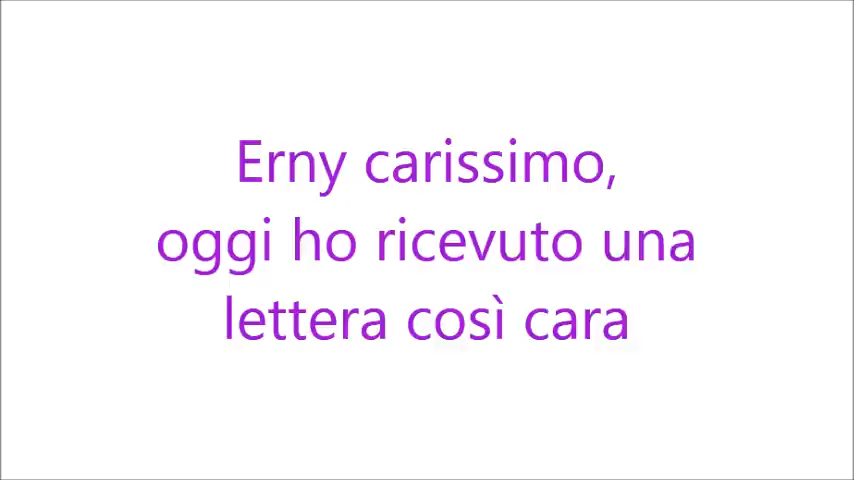 Erny carissimo,
oggi ho ricevuto una
lettera così cara